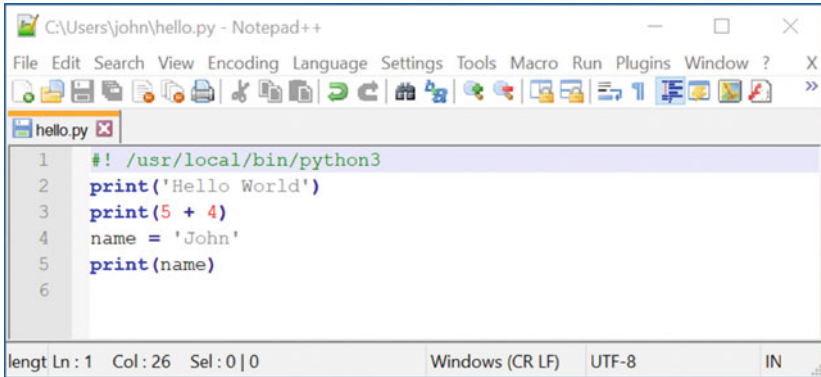 C:\Users\john\hello.py - Notepad++
File Edit Search View Encoding Language Settings Tools Macro Run Plugins Window ? X
hello.py
1 #! /usr/local/bin/python3
2 print('Hello World')
3 print(5 + 4)
4 name = 'John'
5 print(name)
6
lengt Ln : 1 Col : 26 Sel : 0 | 0 Windows (CR LF) UTF-8 IN